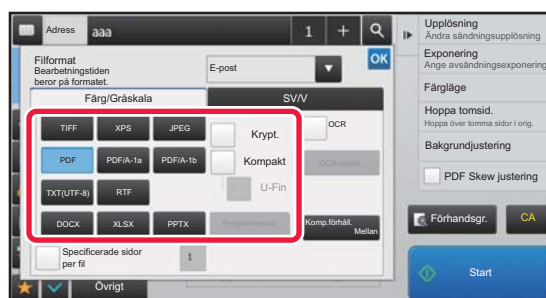 Adress
aaa
1
+
Filformat
Bearbetningstiden
beror på formatet.
E-post
OK
Färg/Gråskala
SV/V
TIFF
XPS
JPEG
Krypt.
OCR
PDF
PDF/A-1a
PDF/A-1b
Kompakt
OCR-inställ.
TXT(UTF-8)
RTF
U-Fin
DOCX
XLSX
PPTX
Komp.förhåll.
Mellan
Specificerade sidor
per fil
1
Övrigt
Upplösning
Ändra sändningsupplösning
Exponering
Ange avsändningsexponering
Färgläge
Hoppa tomsid.
Hoppa över tomma sidor i orig.
Bakgrundjustering
PDF Skew justering
Förhandsgr.
CA
Start